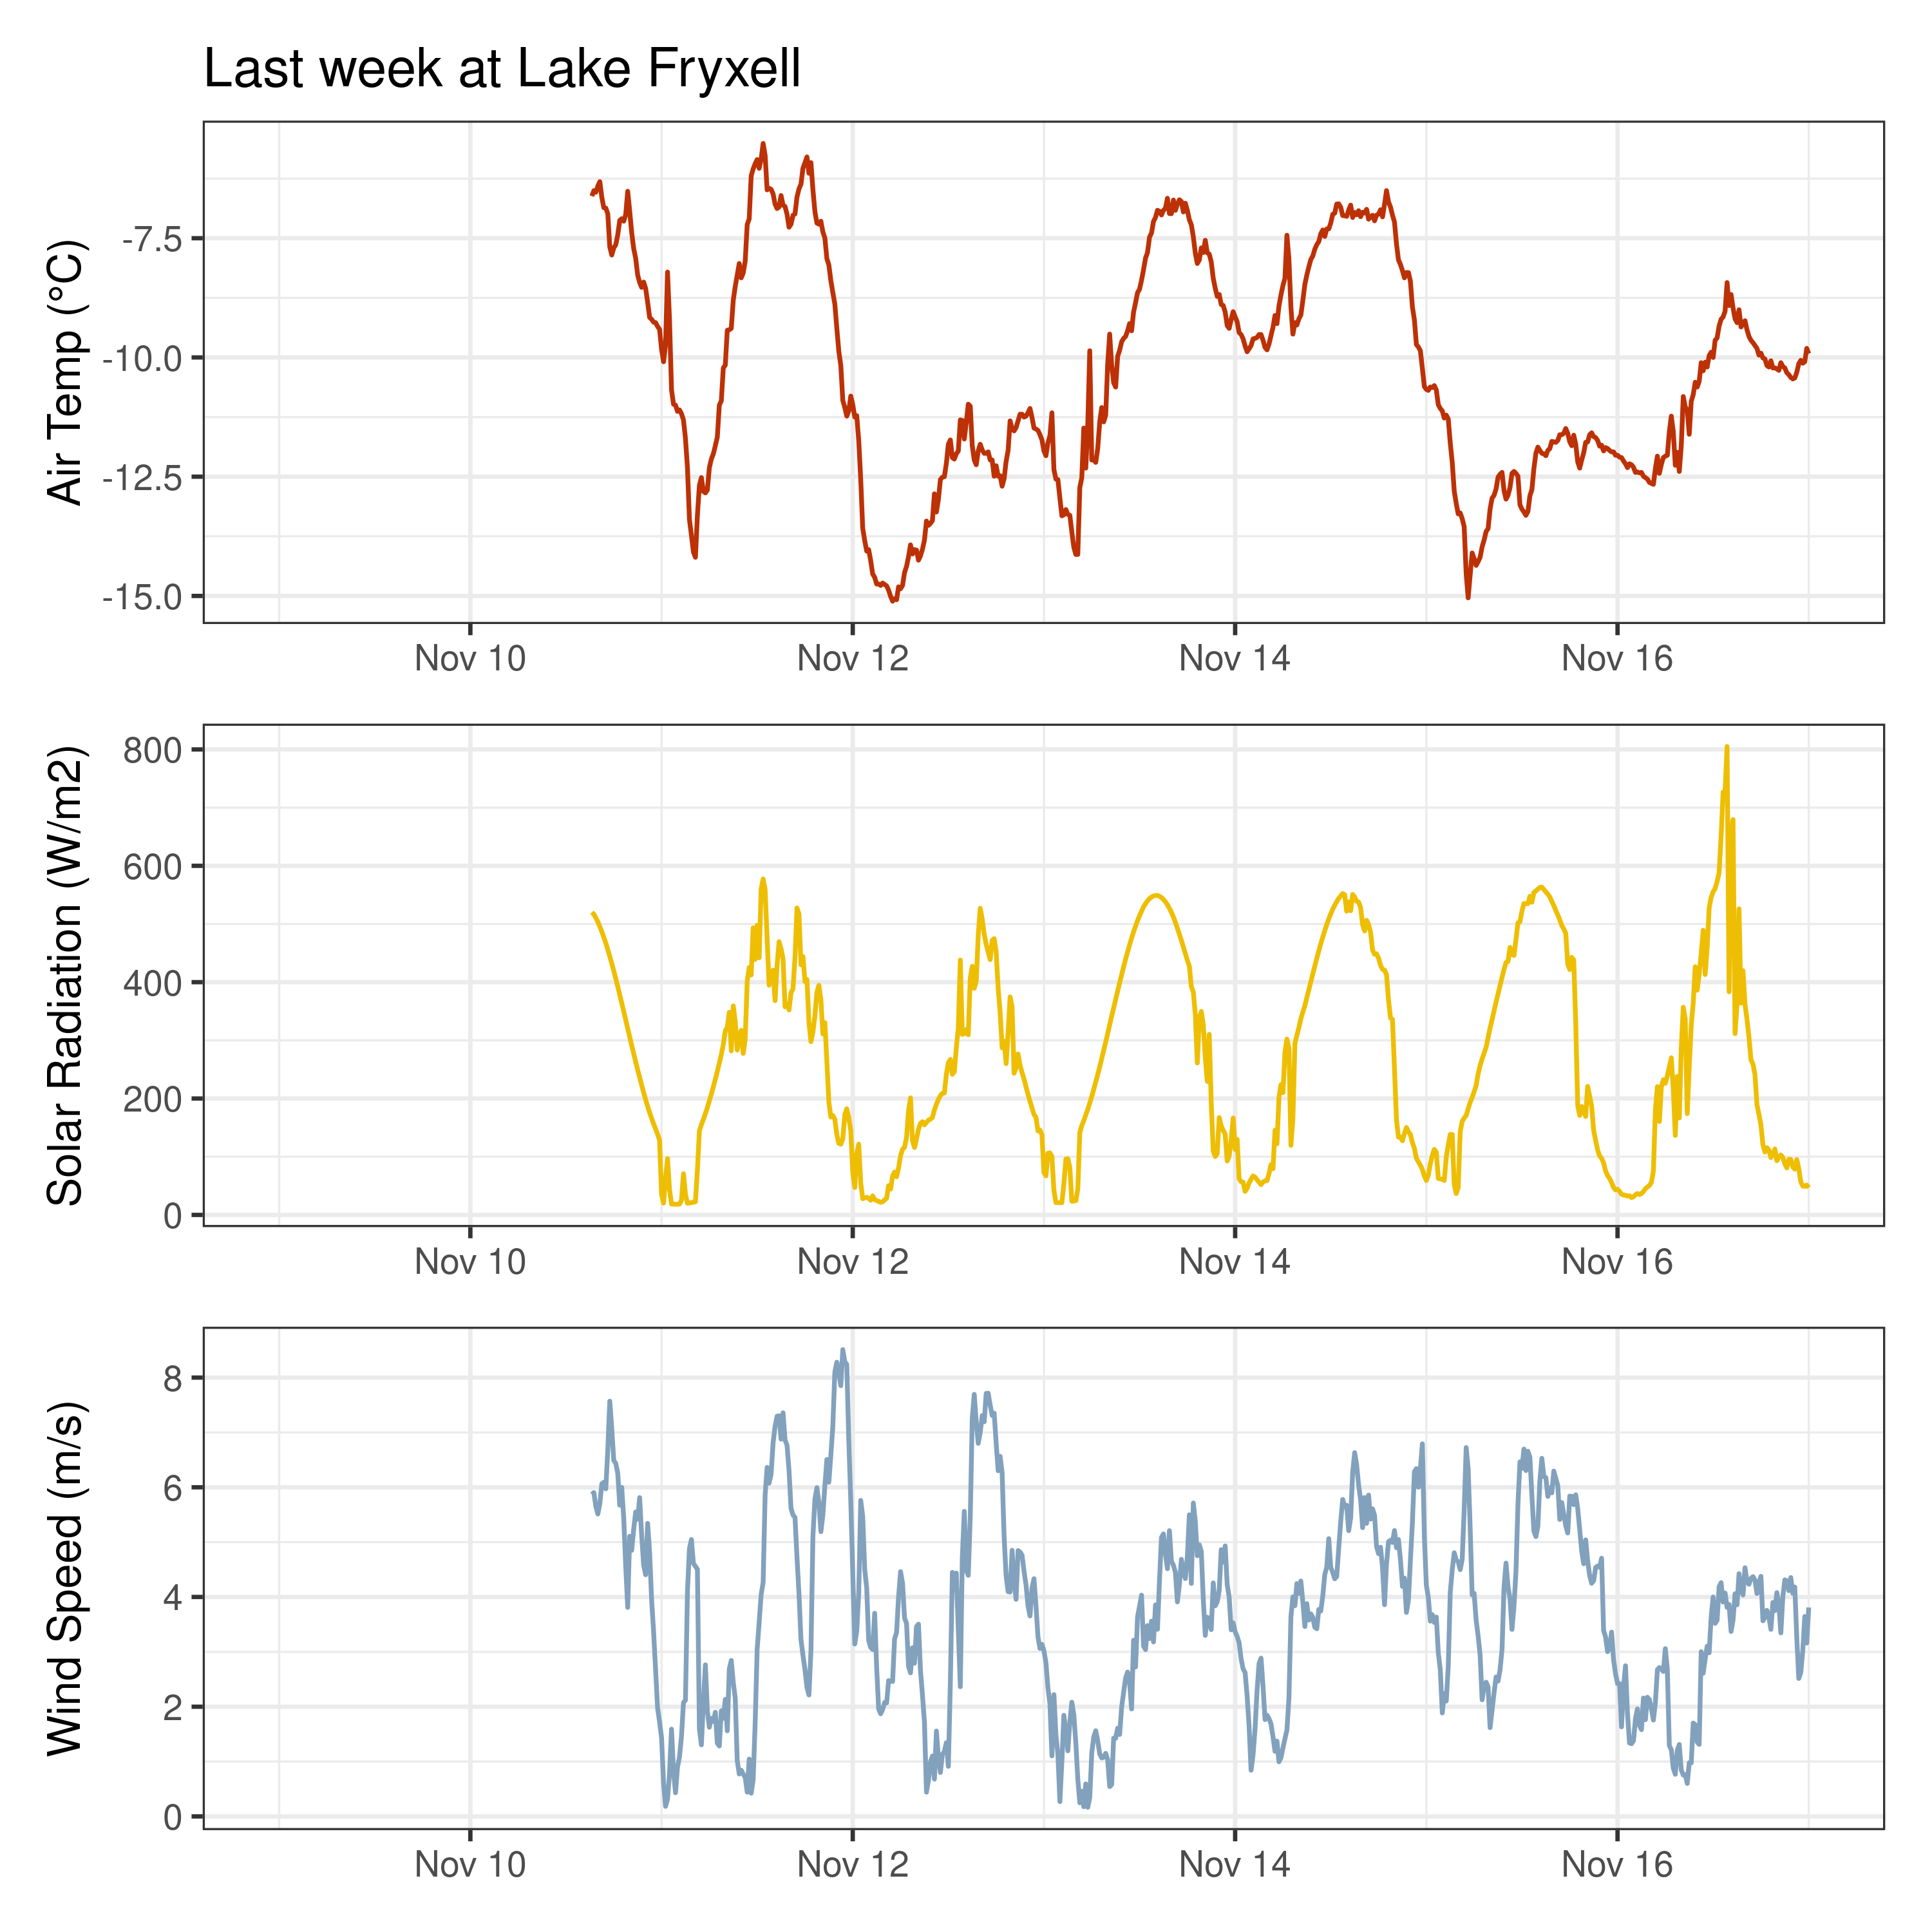 Last week at Lake Fryxell
Air Temp (°C)
-7.5
-10.0
-12.5
-15.0
Nov 10 Nov 12 Nov 14 Nov 16
Solar Radiation (W/m2)
800
600
400
200
0
Nov 10 Nov 12 Nov 14 Nov 16
Wind Speed (m/s)
8
6
4
2
0
Nov 10 Nov 12 Nov 14 Nov 16